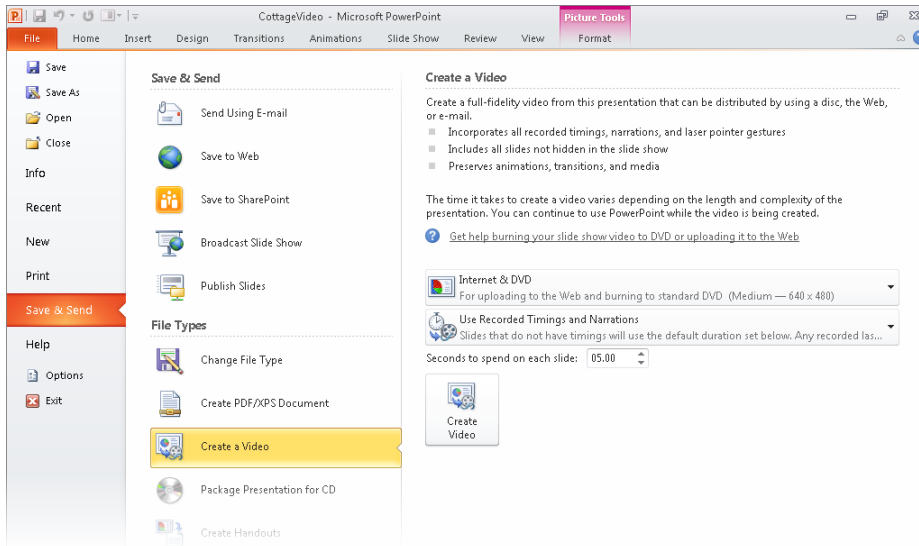 CottageVideo - Microsoft PowerPoint
Picture Tools
File Home Insert Design Transitions Animations Slide Show Review View Format
Save
Save As
Open
Close
Info
Recent
New
Print
Save & Send
Help
Options
Exit
Save & Send
Send Using E-mail
Save to Web
Save to SharePoint
Broadcast Slide Show
Publish Slides
File Types
Change File Type
Create PDF/XPS Document
Create a Video
Package Presentation for CD
Create Handouts
Create a Video
Create a full-fidelity video from this presentation that can be distributed by using a disc, the Web,
or e-mail.
Incorporates all recorded timings, narrations, and laser pointer gestures
Includes all slides not hidden in the slide show
Preserves animations, transitions, and media
The time it takes to create a video varies depending on the length and complexity of the
presentation. You can continue to use PowerPoint while the video is being created.
Get help burning your slide show video to DVD or uploading it to the Web
Internet & DVD
For uploading to the Web and burning to standard DVD (Medium — 640 x 480)
Use Recorded Timings and Narrations
Slides that do not have timings will use the default duration set below. Any recorded las...
Seconds to spend on each slide: 05.00
Create
Video